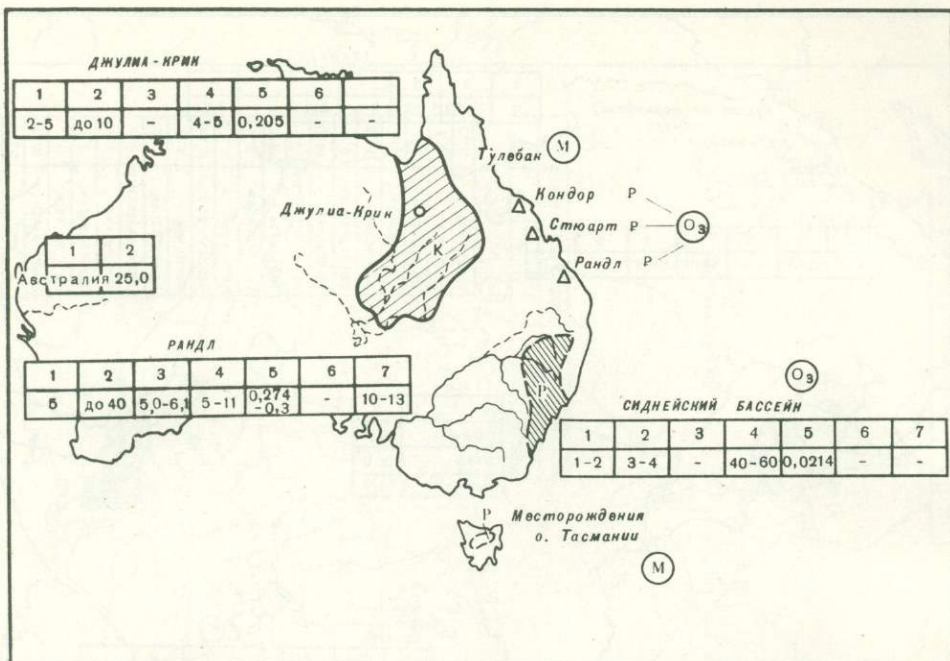 ДЖУЛИА-КРИК
1 2 3 4 5 6
2-5 до 10 – 4-5 0,205 – –
Тулебан М
Кондор Р
Джулиа-Крик
Стюарт Р О₃
К
1 2
Австралия 25,0
Рандл Р
РАНДЛ
1 2 3 4 5 6 7
5 до 40 5,0-6,1 5-11 0,274 -0,3 – 10-13
Р
О₃
СИДНЕЙСКИЙ БАССЕЙН
1 2 3 4 5 6 7
1-2 3-4 – 40-60 0,0214 – –
Р
Месторождения
о. Тасмании
М